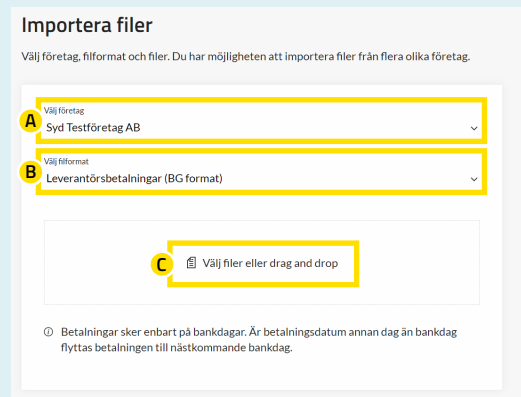 Importera filer
Välj företag, filformat och filer. Du har möjligheten att importera filer från flera olika företag.
Välj företag
A Syd Testföretag AB
Välj filformat
B Leverantörsbetalningar (BG format)
C Välj filer eller drag and drop
Betalningar sker enbart på bankdagar. Är betalningsdatum annan dag än bankdag
flyttas betalningen till nästkommande bankdag.